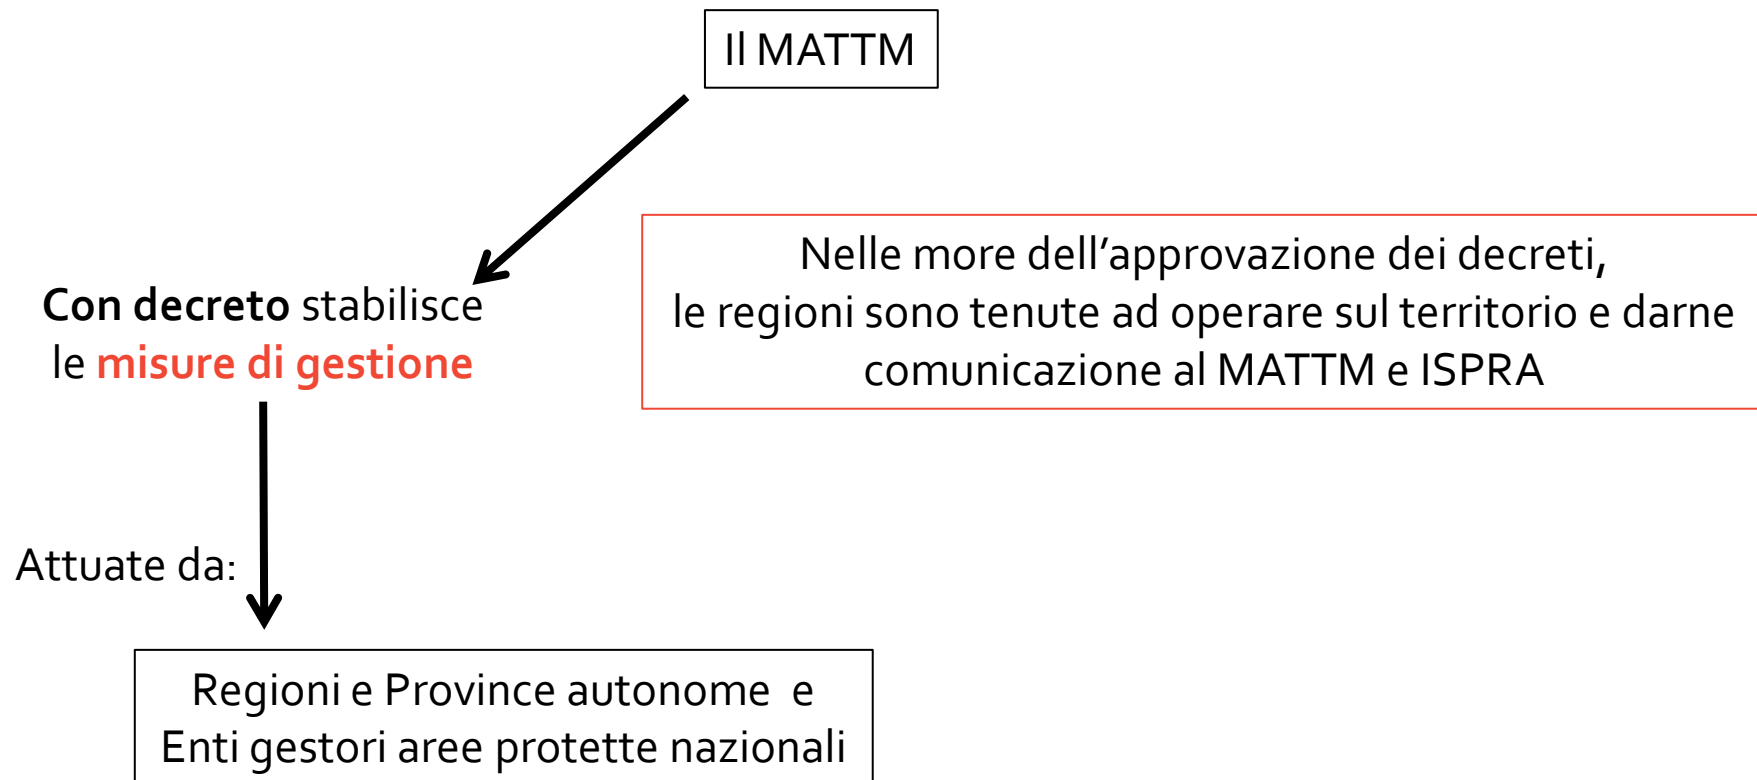 Il MATTM
Nelle more dell’approvazione dei decreti,
le regioni sono tenute ad operare sul territorio e darne
comunicazione al MATTM e ISPRA
Con decreto stabilisce
le misure di gestione
Attuate da:
Regioni e Province autonome e
Enti gestori aree protette nazionali